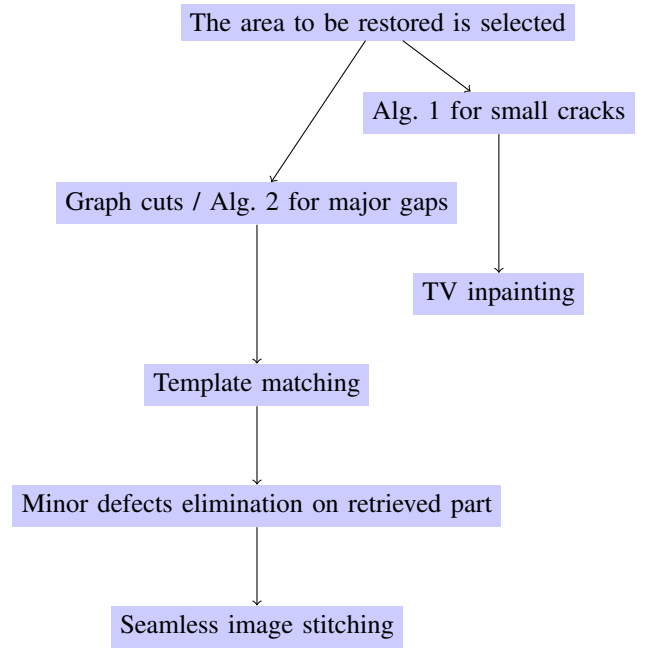 The area to be restored is selected
Alg. 1 for small cracks
Graph cuts / Alg. 2 for major gaps
TV inpainting
Template matching
Minor defects elimination on retrieved part
Seamless image stitching